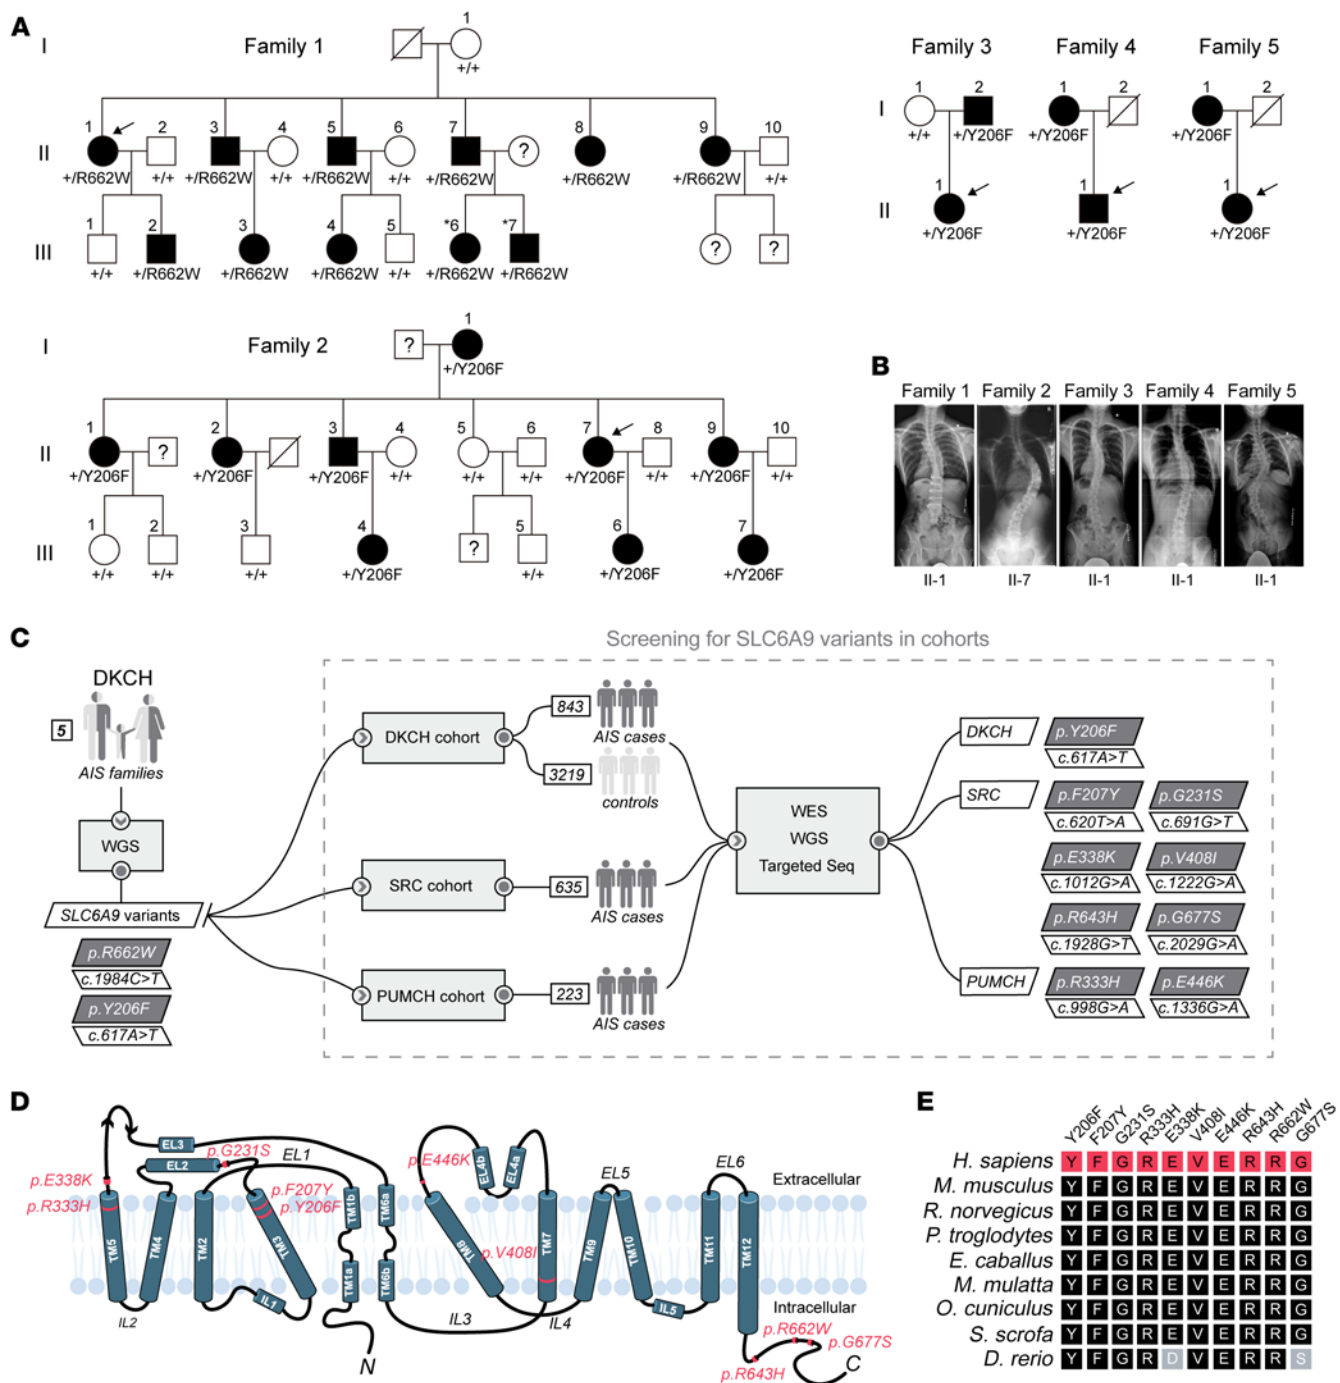 A
I
Family 1
1
+/+
II
1 2 3 4 5 6 7 ? 8 9 10
+/R662W +/+ +/R662W +/+ +/R662W +/+ +/R662W +/R662W +/R662W +/+
III
1 2 3 4 5 *6 *7 ? ?
+/+ +/R662W +/R662W +/R662W +/+ +/R662W +/R662W
Family 3 Family 4 Family 5
I
1 2 1 2 1 2
+/+ +/Y206F +/Y206F +/Y206F
II
1 1 1
+/Y206F +/Y206F +/Y206F
I
Family 2
?
1
+/Y206F
II
1 ? 2 3 4 5 6 7 8 9 10
+/Y206F +/Y206F +/Y206F +/+ +/+ +/+ +/Y206F +/+ +/Y206F +/+
III
1 2 3 4 ? 5 6 7
+/+ +/+ +/+ +/Y206F +/+ +/Y206F +/Y206F
B
Family 1 Family 2 Family 3 Family 4 Family 5
II-1 II-7 II-1 II-1 II-1
C
Screening for SLC6A9 variants in cohorts
DKCH
5
AIS families
WGS
SLC6A9 variants
p.R662W
c.1984C>T
p.Y206F
c.617A>T
DKCH cohort
843
AIS cases
3219
controls
SRC cohort
635
AIS cases
PUMCH cohort
223
AIS cases
WES
WGS
Targeted Seq
DKCH
p.Y206F
c.617A>T
SRC
p.F207Y p.G231S
c.620T>A c.691G>T
p.E338K p.V408I
c.1012G>A c.1222G>A
p.R643H p.G677S
c.1928G>T c.2029G>A
PUMCH
p.R333H p.E446K
c.998G>A c.1336G>A
D
EL3
EL2
p.G231S
EL1
p.E338K
p.R333H
p.F207Y
p.Y206F
TM5
TM4
TM2
TM3
TM1b
TM6a
TM1a
TM6b
IL1
IL2
N
p.E446K
EL4b
EL4a
TM8
p.V408I
TM7
IL3
IL4
EL5
TM9
TM10
IL5
EL6
TM11
TM12
Extracellular
Intracellular
p.R662W
p.G677S
p.R643H
C
E
Y206F F207Y G231S R333H E338K V408I E446K R643H R662W G677S
H. sapiens Y F G R E V E R R G
M. musculus Y F G R E V E R R G
R. norvegicus Y F G R E V E R R G
P. troglodytes Y F G R E V E R R G
E. caballus Y F G R E V E R R G
M. mulatta Y F G R E V E R R G
O. cuniculus Y F G R E V E R R G
S. scrofa Y F G R E V E R R G
D. rerio Y F G R D V E R R S